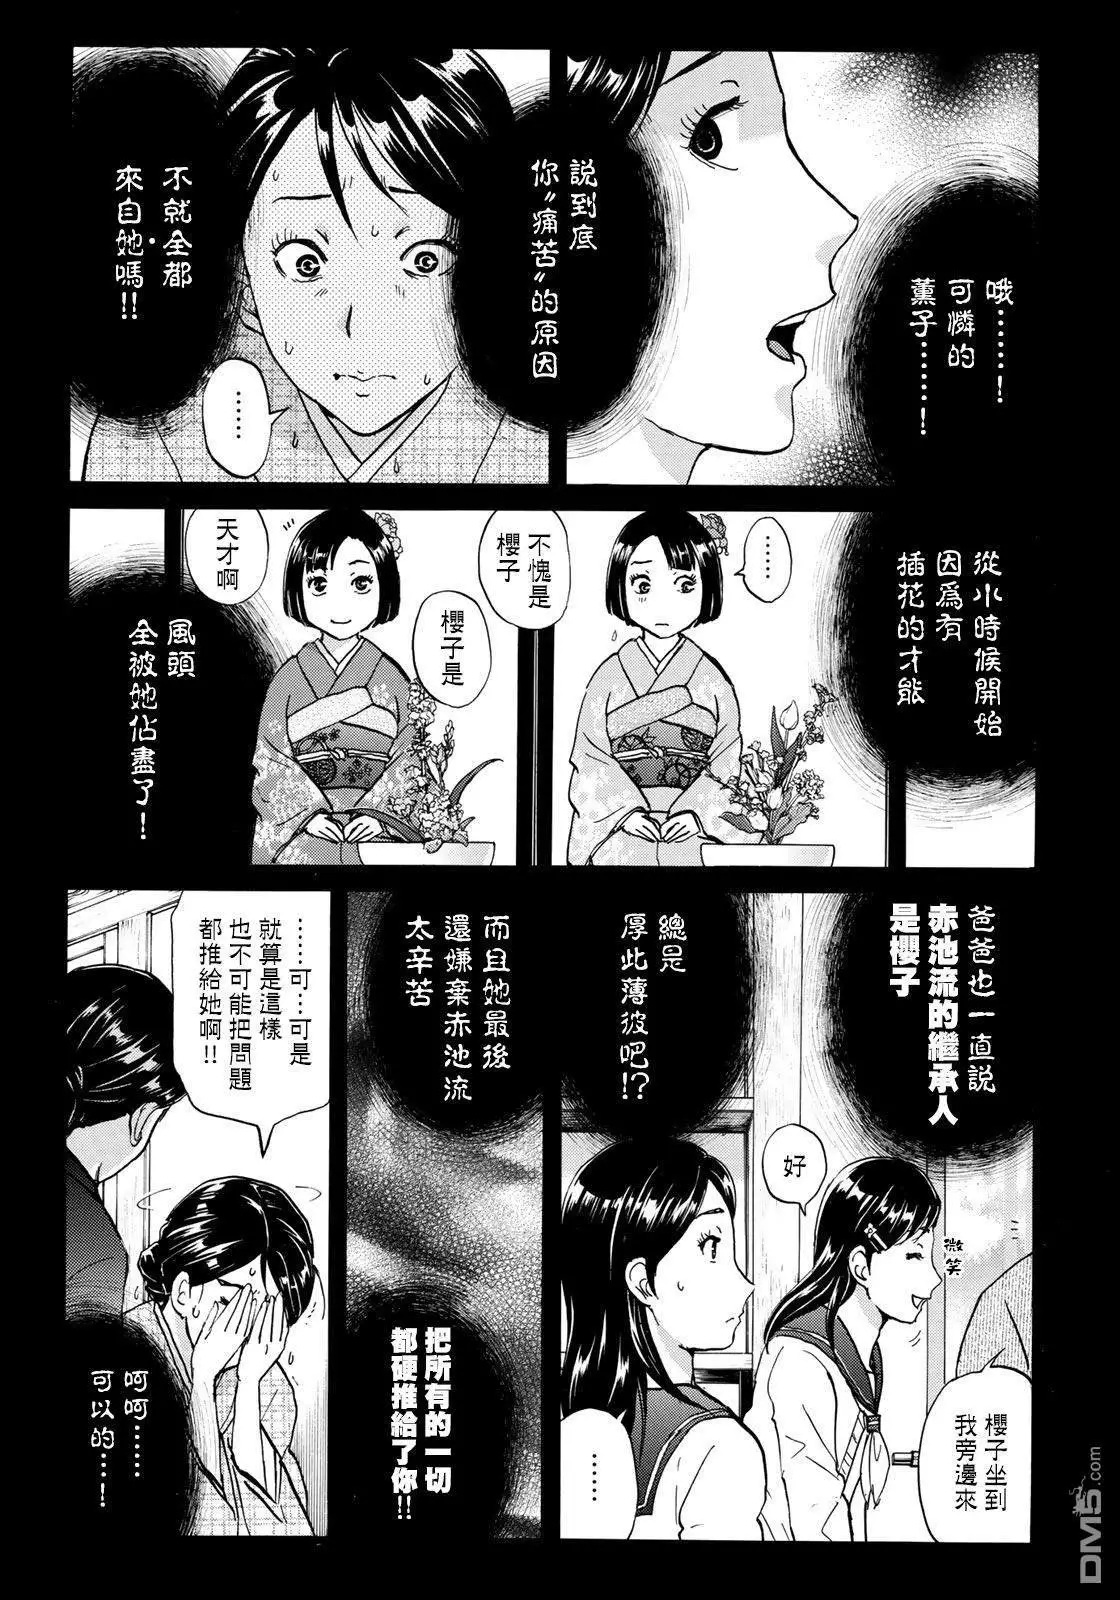 哦……！
可憐的
薰子………！
說到底
你〝痛苦〞的原因
不就全都
來自她嗎!!
……
從小時候開始
因為有
插花的才能
……
不愧是
櫻子
櫻子是
天才啊
風頭
全被她佔盡了！
爸爸也一直說
赤池流的繼承人
是櫻子
總是
厚此薄彼吧!?
好
微笑
櫻子坐到
我旁邊來
……
而且她最後
還嫌棄赤池流
太辛苦
把所有的一切
都硬推給了你!!
……可…可是
就算是這樣
也不可能把問題
都推給她啊!!
呵呵……
可以的…！
DM5.com